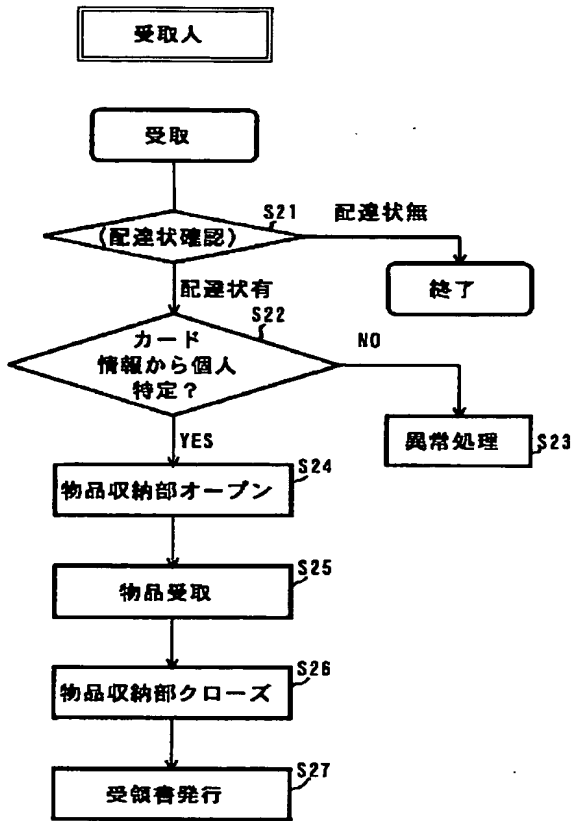 受取人
受取
S21
(配達状確認)
配達状無
終了
配達状有
S22
カード
情報から個人
特定?
NO
異常処理
S23
YES
S24
物品収納部オープン
S25
物品受取
S26
物品収納部クローズ
S27
受領書発行